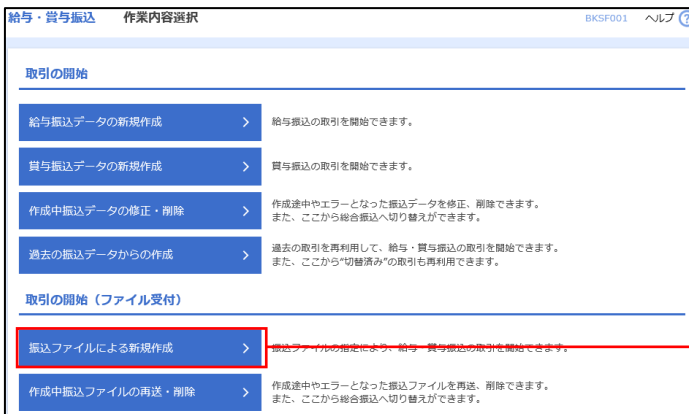 給与・賞与振込 作業内容選択 BKSF001 ヘルプ ?
取引の開始
給与振込データの新規作成 給与振込の取引を開始できます。
賞与振込データの新規作成 賞与振込の取引を開始できます。
作成中振込データの修正・削除 作成途中やエラーとなった振込データを修正、削除できます。
また、ここから総合振込へ切り替えができます。
過去の振込データからの作成 過去の取引を再利用して、給与・賞与振込の取引を開始できます。
また、ここから“切替済み”の取引も再利用できます。
取引の開始（ファイル受付）
振込ファイルによる新規作成 振込ファイルの指定により、給与・賞与振込の取引を開始できます。
作成中振込ファイルの再送・削除 作成途中やエラーとなった振込ファイルを再送、削除できます。
また、ここから総合振込へ切り替えができます。